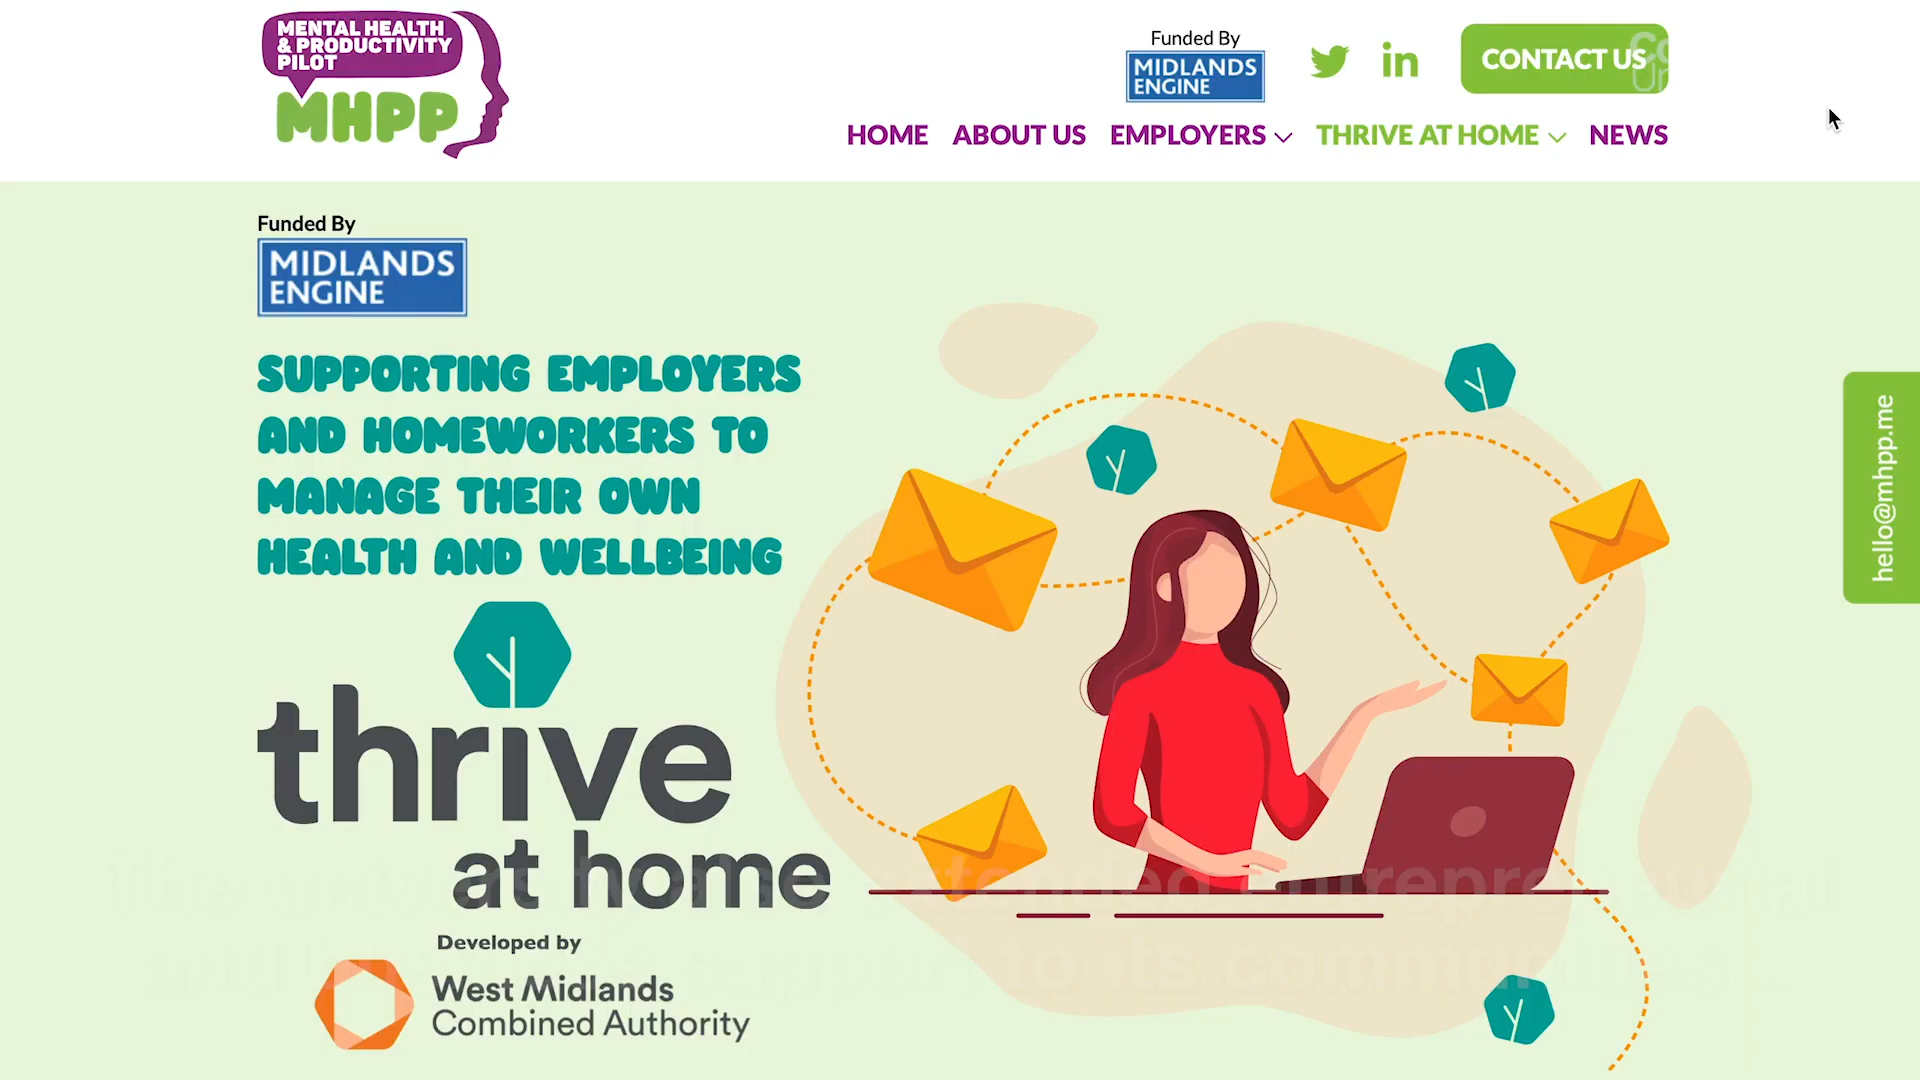 MENTAL HEALTH
& PRODUCTIVITY
PILOT
MHPP
Funded By
MIDLANDS
ENGINE
in
CONTACT US
HOME ABOUT US EMPLOYERS THRIVE AT HOME NEWS
Funded By
MIDLANDS
ENGINE
SUPPORTING EMPLOYERS
AND HOMEWORKERS TO
MANAGE THEIR OWN
HEALTH AND WELLBEING
thrive
at home
Developed by
West Midlands
Combined Authority
hello@mhpp.me